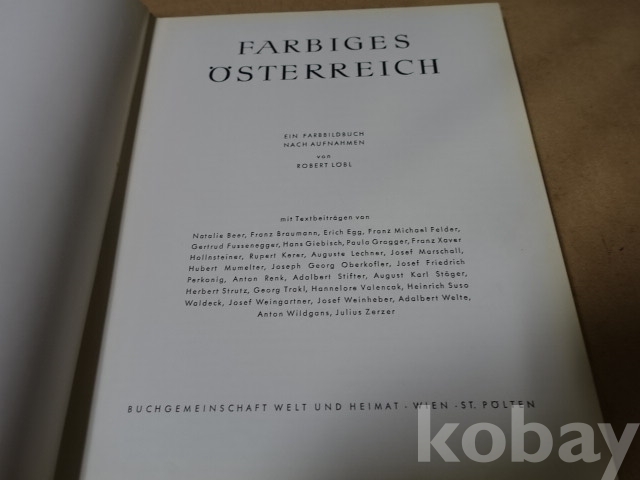 FARBIGES
ÖSTERREICH
EIN FARBBILDBUCH
NACH AUFNAHMEN
von
ROBERT LÖBL
mit Textbeiträgen von
Natalie Beer, Franz Braumann, Erich Egg, Franz Michael Felder,
Gertrud Fussenegger, Hans Giebisch, Paula Grogger, Franz Xaver
Hollnsteiner, Rupert Kerer, Auguste Lechner, Josef Marschall,
Hubert Mumelter, Joseph Georg Oberkofler, Josef Friedrich
Perkonig, Anton Renk, Adalbert Stifter, August Karl Stöger,
Herbert Strutz, Georg Trakl, Hannelore Valencak, Heinrich Suso
Waldeck, Josef Weingartner, Josef Weinheber, Adalbert Welte,
Anton Wildgans, Julius Zerzer
BUCHGEMEINSCHAFT WELT UND HEIMAT · WIEN - ST. PÖLTEN
kobay